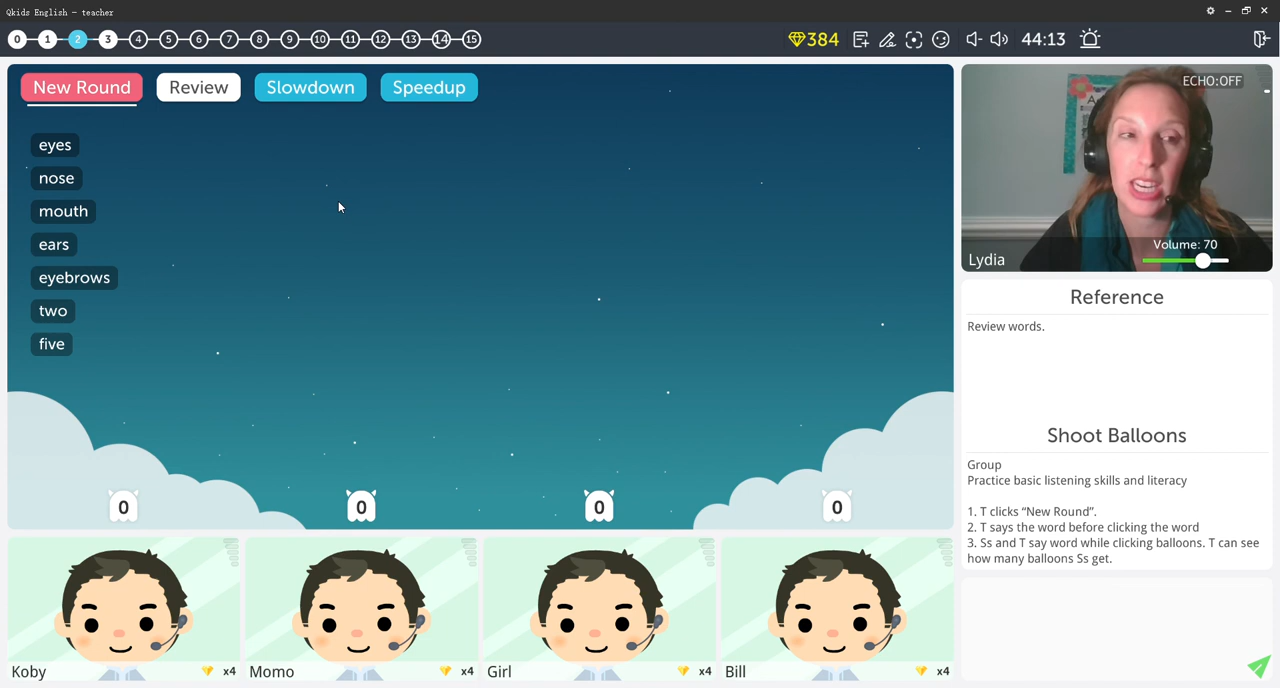 Qkids English - teacher
0 1 2 3 4 5 6 7 8 9 10 11 12 13 14 15
384
44:13
New Round Review Slowdown Speedup
eyes
nose
mouth
ears
eyebrows
two
five
0 0 0 0
Koby x4
Momo x4
Girl x4
Bill x4
ECHO:OFF
Volume: 70
Lydia
Reference
Review words.
Shoot Balloons
Group
Practice basic listening skills and literacy
1. T clicks “New Round”.
2. T says the word before clicking the word
3. Ss and T say word while clicking balloons. T can see
how many balloons Ss get.